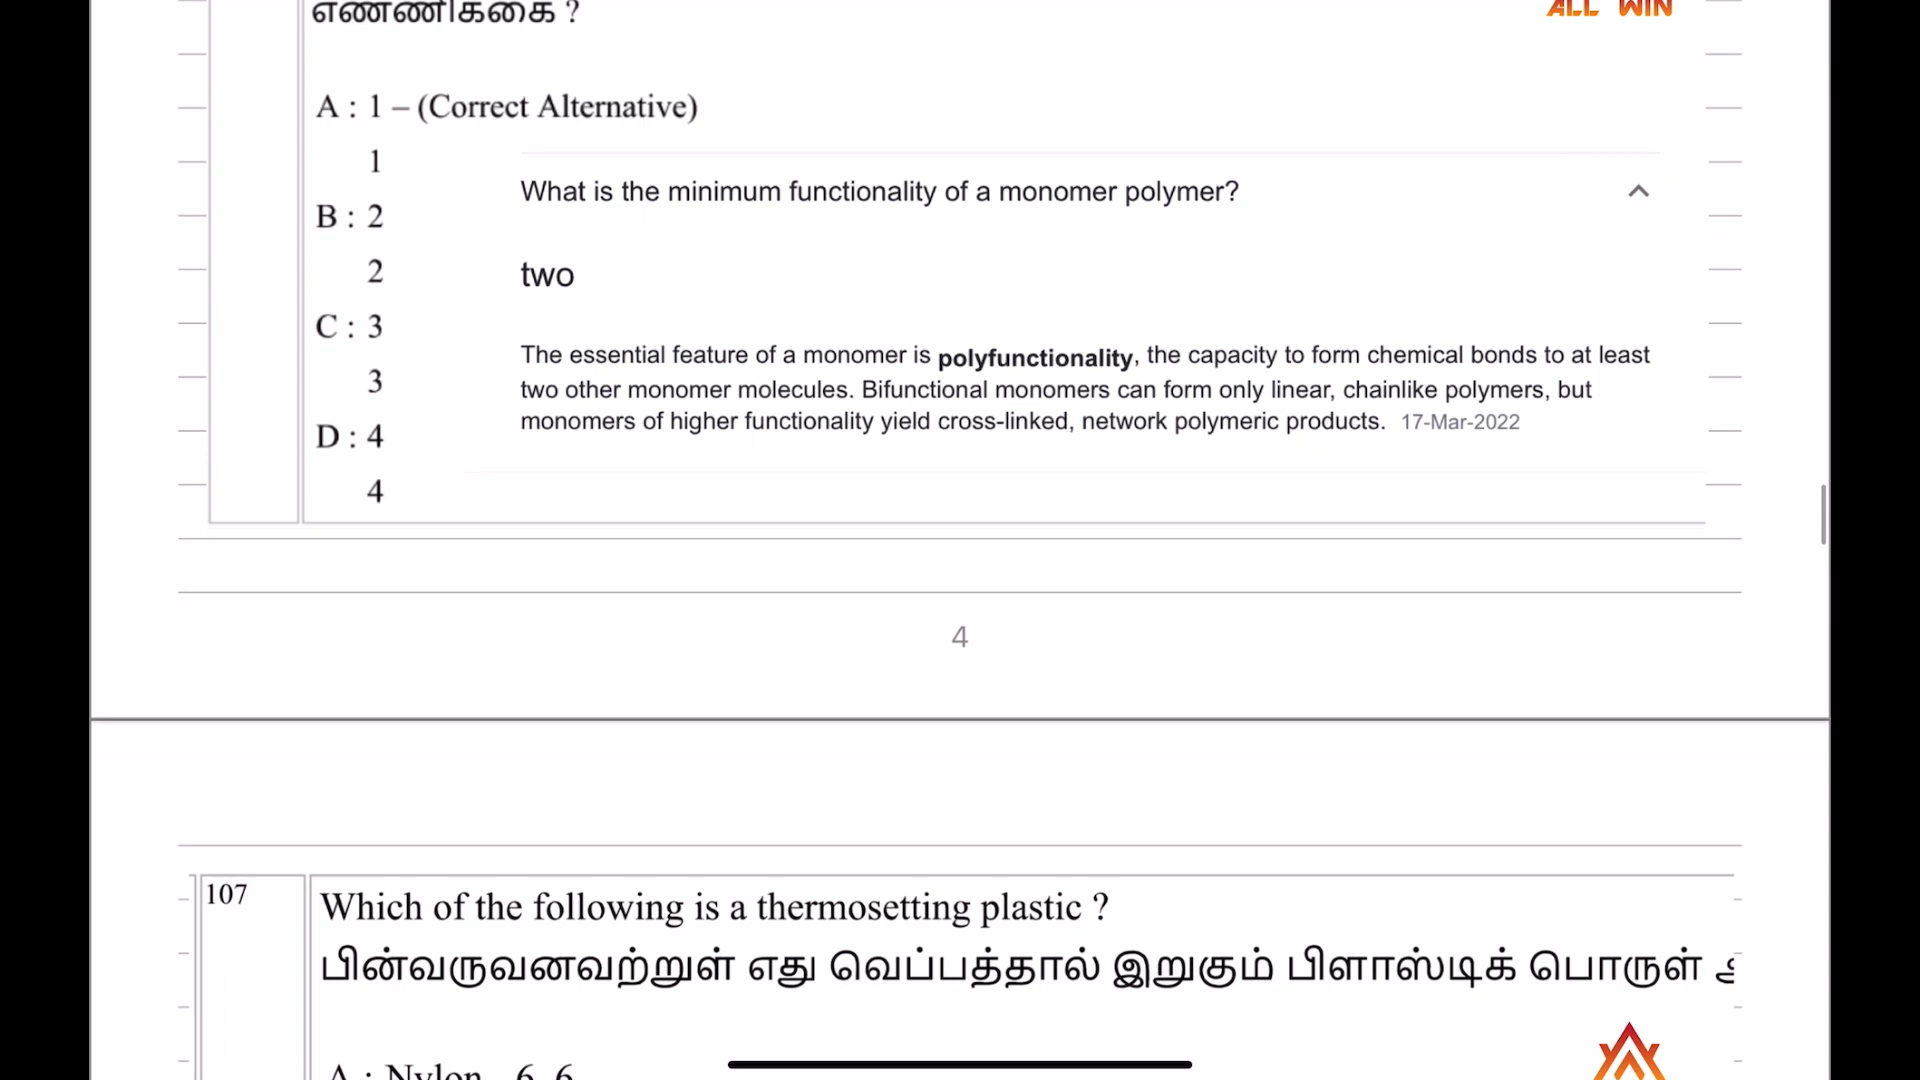 எண்ணிக்கை ?
ALL WIN
A : 1 – (Correct Alternative)
1
B : 2
2
C : 3
3
D : 4
4
What is the minimum functionality of a monomer polymer?
two
The essential feature of a monomer is polyfunctionality, the capacity to form chemical bonds to at least
two other monomer molecules. Bifunctional monomers can form only linear, chainlike polymers, but
monomers of higher functionality yield cross-linked, network polymeric products. 17-Mar-2022
4
107
Which of the following is a thermosetting plastic ?
பின்வருவனவற்றுள் எது வெப்பத்தால் இறுகும் பிளாஸ்டிக் பொருள்
A : Nylon – 6, 6